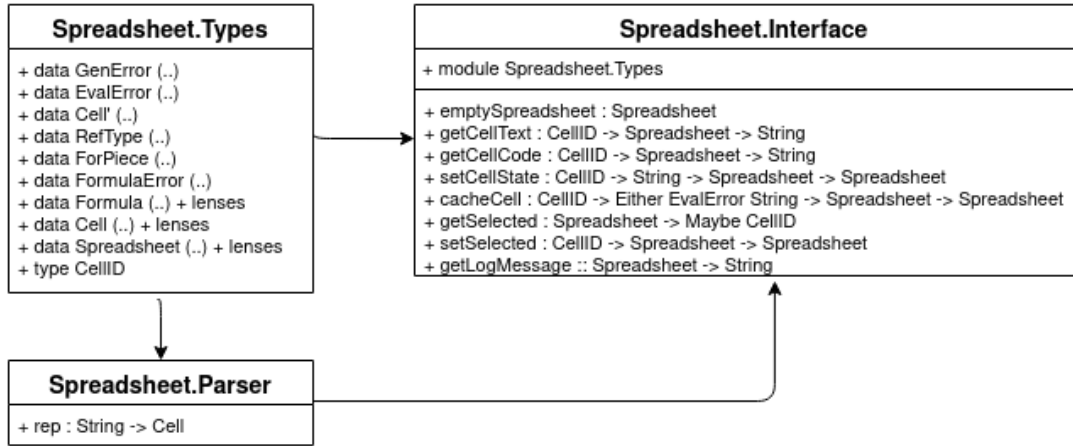 Spreadsheet.Types
+ data GenError (..)
+ data EvalError (..)
+ data Cell' (..)
+ data RefType (..)
+ data ForPiece (..)
+ data FormulaError (..)
+ data Formula (..) + lenses
+ data Cell (..) + lenses
+ data Spreadsheet (..) + lenses
+ type CellID
Spreadsheet.Interface
+ module Spreadsheet.Types
+ emptySpreadsheet : Spreadsheet
+ getCellText : CellID -> Spreadsheet -> String
+ getCellCode : CellID -> Spreadsheet -> String
+ setCellState : CellID -> String -> Spreadsheet -> Spreadsheet
+ cacheCell : CellID -> Either EvalError String -> Spreadsheet -> Spreadsheet
+ getSelected : Spreadsheet -> Maybe CellID
+ setSelected : CellID -> Spreadsheet -> Spreadsheet
+ getLogMessage :: Spreadsheet -> String
Spreadsheet.Parser
+ rep : String -> Cell